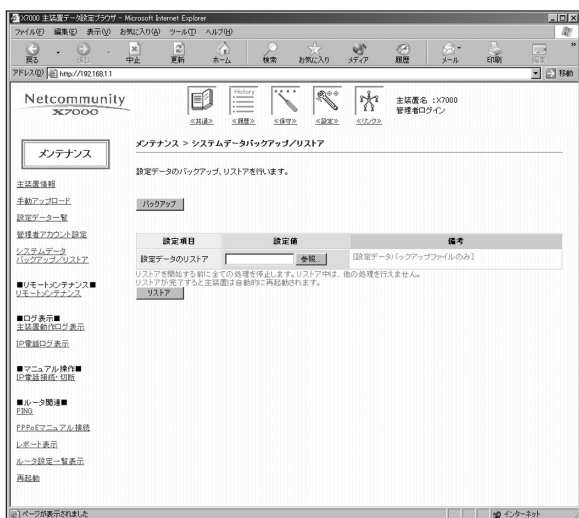 X7000 主装置データ設定ブラウザ - Microsoft Internet Explorer
ファイル(F) 編集(E) 表示(V) お気に入り(A) ツール(T) ヘルプ(H)
戻る 進む 中止 更新 ホーム 検索 お気に入り メディア 履歴 メール 印刷 編集
アドレス(D) http://192.168.1.1 移動
Netcommunity
X7000
History
≪共通≫ ≪履歴≫ ≪保守≫ ≪設定≫ ≪リンク≫
主装置名 :X7000
管理者ログイン
メンテナンス
主装置情報
手動アップロード
設定データ一覧
管理者アカウント設定
システムデータ
バックアップ/リストア
■リモートメンテナンス■
リモートメンテナンス
■ログ表示■
主装置動作ログ表示
IP電話ログ表示
■マニュアル操作■
IP電話接続・切断
■ルータ関連■
PING
PPPoEマニュアル接続
レポート表示
ルータ設定一覧表示
再起動
メンテナンス > システムデータバックアップ/リストア
設定データのバックアップ、リストアを行います。
バックアップ
設定項目 設定値 備考
設定データのリストア 参照... [設定データバックアップファイルのみ]
リストアを開始する前に全ての処理を停止します。リストア中は、他の処理を行えません。
リストアが完了すると主装置は自動的に再起動されます。
リストア
ページが表示されました インターネット